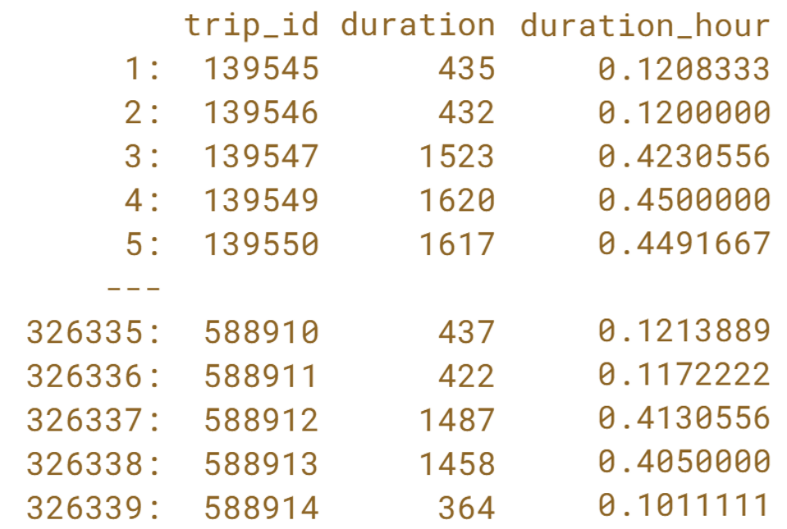 trip_id duration duration_hour
1: 139545 435 0.1208333
2: 139546 432 0.1200000
3: 139547 1523 0.4230556
4: 139549 1620 0.4500000
5: 139550 1617 0.4491667
---
326335: 588910 437 0.1213889
326336: 588911 422 0.1172222
326337: 588912 1487 0.4130556
326338: 588913 1458 0.4050000
326339: 588914 364 0.1011111